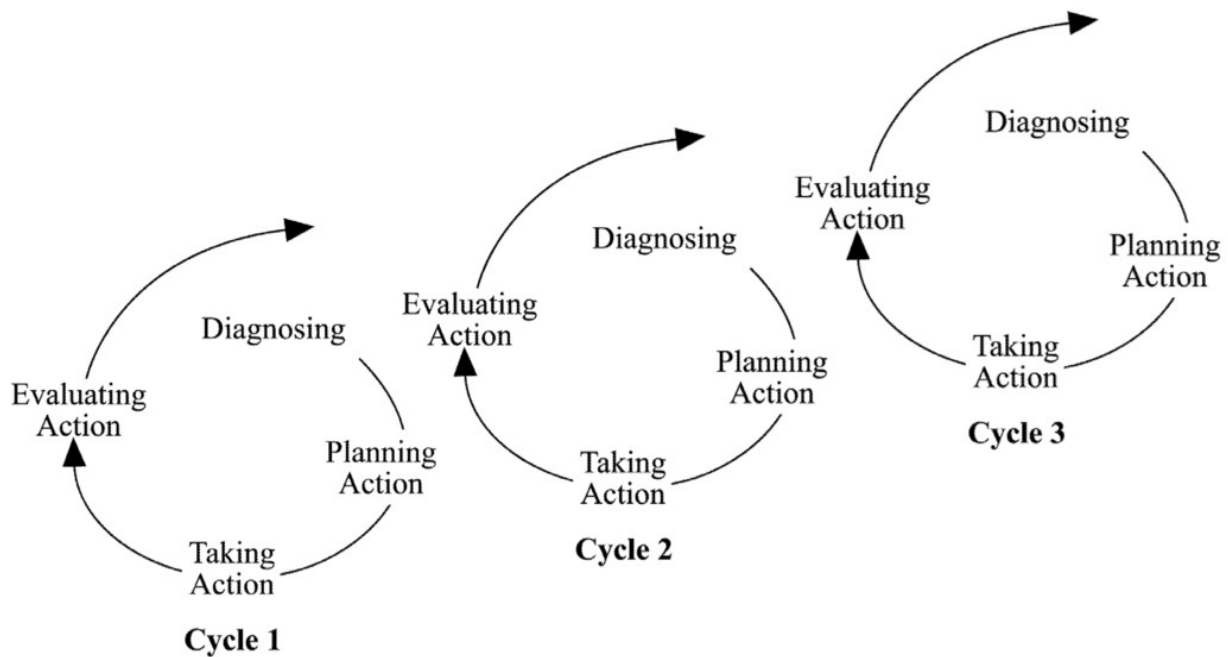 Diagnosing
Planning
Action
Taking
Action
Evaluating
Action
Cycle 1
Diagnosing
Planning
Action
Taking
Action
Evaluating
Action
Cycle 2
Diagnosing
Planning
Action
Taking
Action
Evaluating
Action
Cycle 3